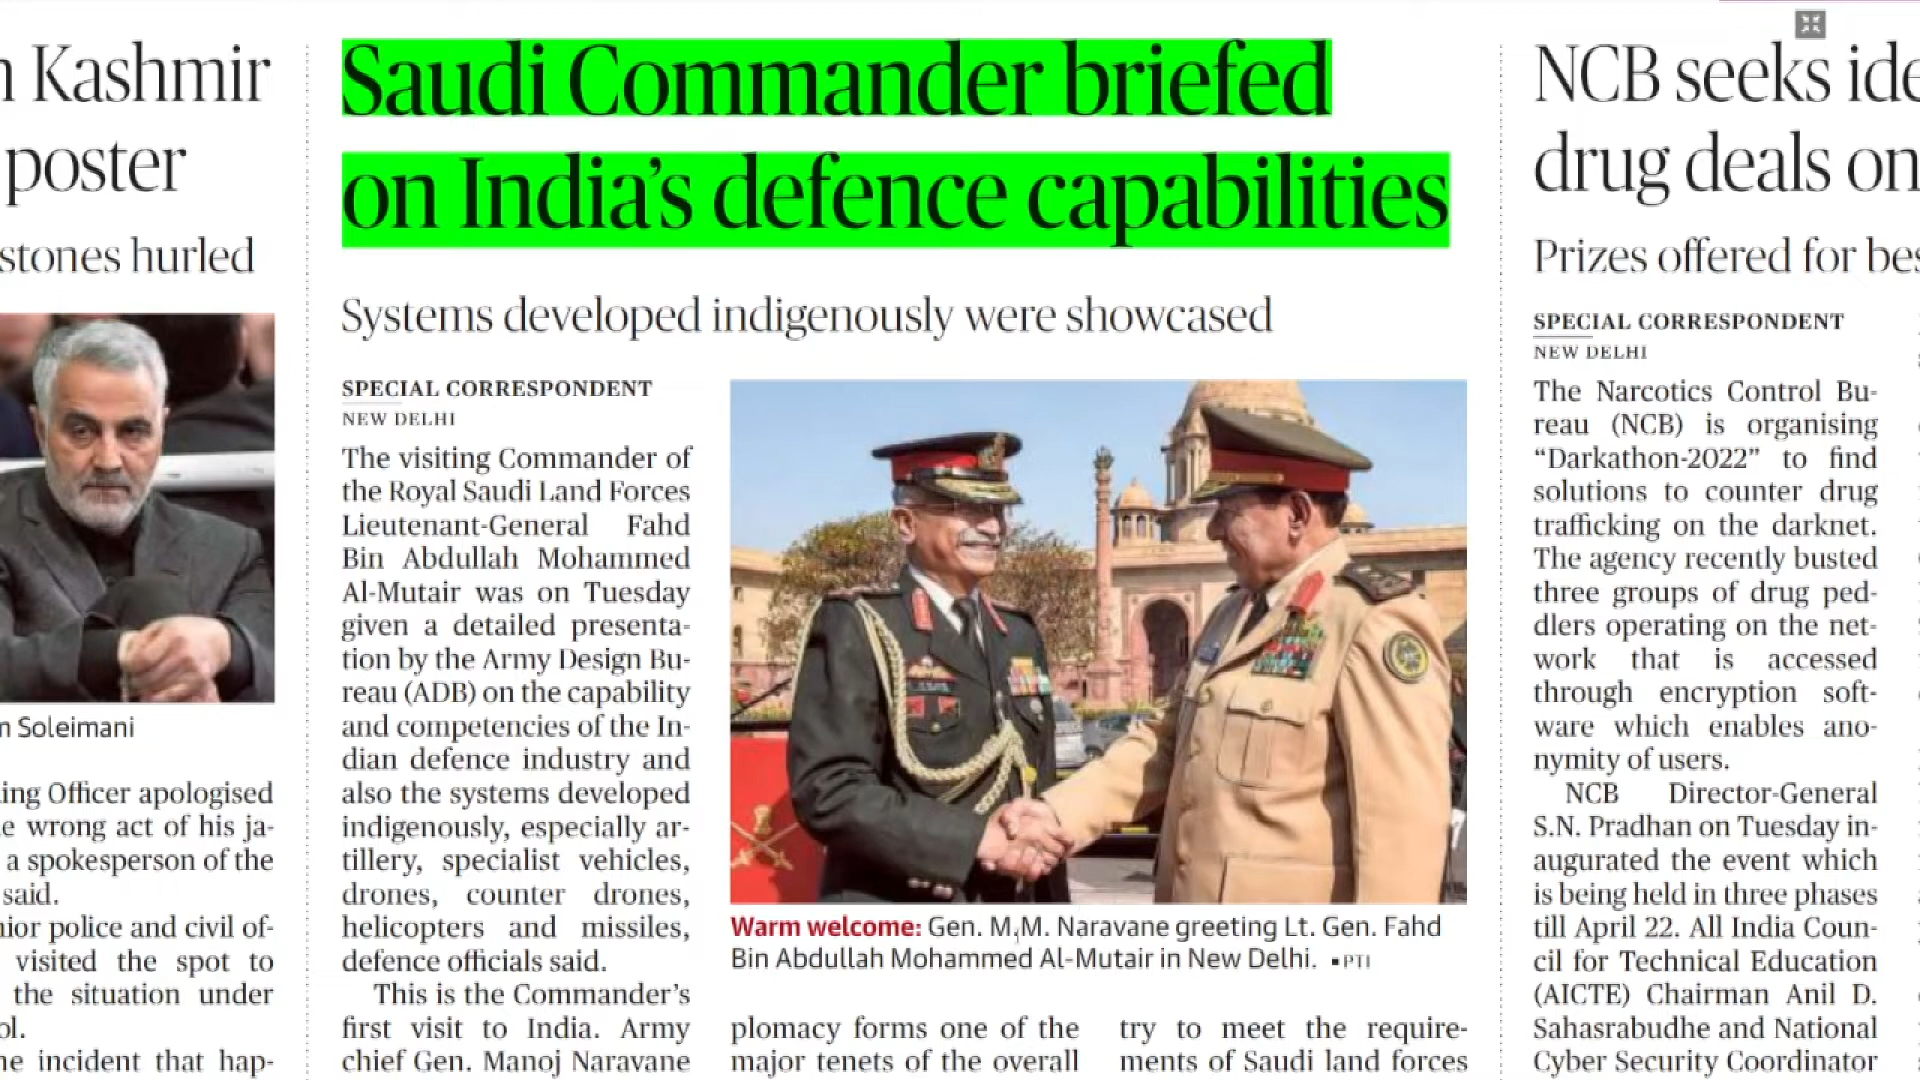 n Kashmir
poster
stones hurled
n Soleimani
ing Officer apologised
e wrong act of his ja-
a spokesperson of the
said.
nior police and civil of-
visited the spot to
the situation under
ol.
ne incident that hap-
Saudi Commander briefed
on India’s defence capabilities
Systems developed indigenously were showcased
SPECIAL CORRESPONDENT
NEW DELHI
The visiting Commander of
the Royal Saudi Land Forces
Lieutenant-General Fahd
Bin Abdullah Mohammed
Al-Mutair was on Tuesday
given a detailed presenta-
tion by the Army Design Bu-
reau (ADB) on the capability
and competencies of the In-
dian defence industry and
also the systems developed
indigenously, especially ar-
tillery, specialist vehicles,
drones, counter drones,
helicopters and missiles,
defence officials said.
This is the Commander’s
first visit to India. Army
chief Gen. Manoj Naravane
Warm welcome: Gen. M.M. Naravane greeting Lt. Gen. Fahd
Bin Abdullah Mohammed Al-Mutair in New Delhi. ▪PTI
plomacy forms one of the
major tenets of the overall
try to meet the require-
ments of Saudi land forces
NCB seeks ide
drug deals on
Prizes offered for bes
SPECIAL CORRESPONDENT
NEW DELHI
The Narcotics Control Bu-
reau (NCB) is organising
“Darkathon-2022” to find
solutions to counter drug
trafficking on the darknet.
The agency recently busted
three groups of drug ped-
dlers operating on the net-
work that is accessed
through encryption soft-
ware which enables ano-
nymity of users.
NCB Director-General
S.N. Pradhan on Tuesday in-
augurated the event which
is being held in three phases
till April 22. All India Coun-
cil for Technical Education
(AICTE) Chairman Anil D.
Sahasrabudhe and National
Cyber Security Coordinator